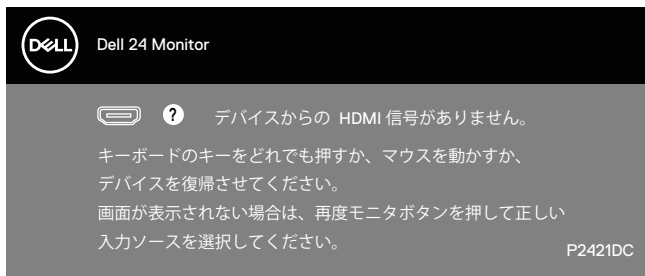 DELL
Dell 24 Monitor
? デバイスからの HDMI 信号がありません。
キーボードのキーをどれでも押すか、マウスを動かすか、
デバイスを復帰させてください。
画面が表示されない場合は、再度モニタボタンを押して正しい
入力ソースを選択してください。
P2421DC